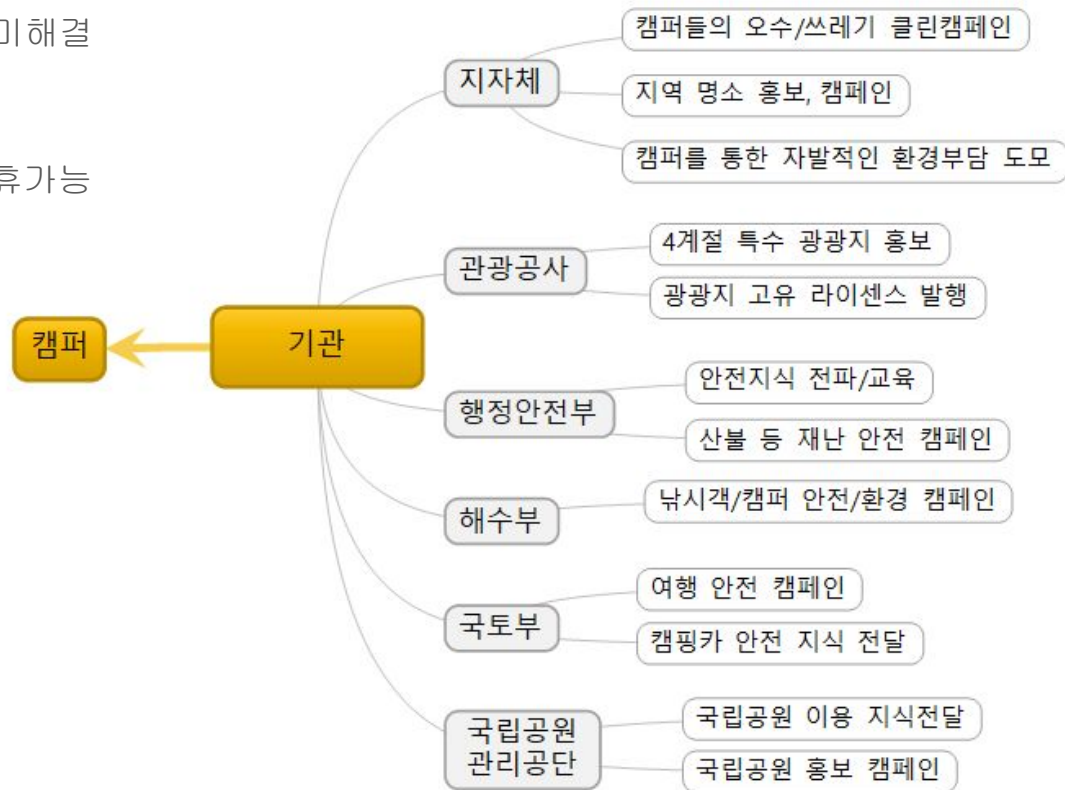 미해결
휴가능
캠퍼
기관
지자체
캠퍼들의 오수/쓰레기 클린캠페인
지역 명소 홍보, 캠페인
캠퍼를 통한 자발적인 환경부담 도모
관광공사
4계절 특수 광광지 홍보
광광지 고유 라이센스 발행
행정안전부
안전지식 전파/교육
산불 등 재난 안전 캠페인
해수부
낚시객/캠퍼 안전/환경 캠페인
국토부
여행 안전 캠페인
캠핑카 안전 지식 전달
국립공원
관리공단
국립공원 이용 지식전달
국립공원 홍보 캠페인